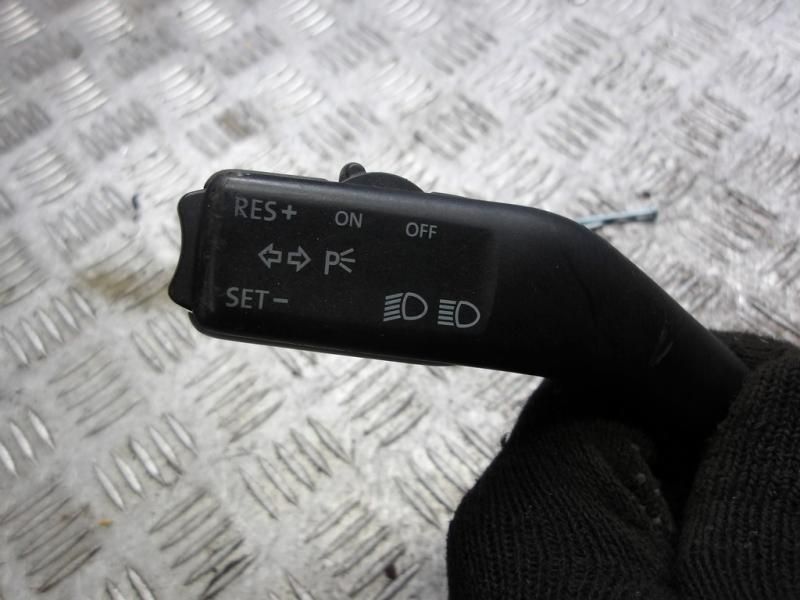 RES+ ON OFF
P
SET-